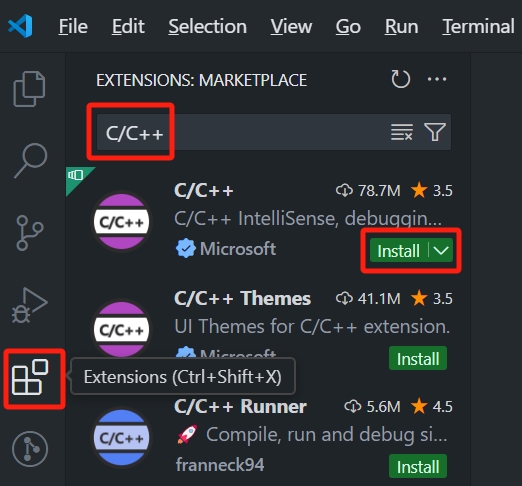 File Edit Selection View Go Run Terminal
EXTENSIONS: MARKETPLACE
C/C++
C/C++ 78.7M 3.5
C/C++ IntelliSense, debuggin...
Microsoft
Install
C/C++
C/C++ Themes 41.1M 3.5
UI Themes for C/C++ extension.
Microsoft
Install
C/C++
Extensions (Ctrl+Shift+X)
C/C++ Runner 5.6M 4.5
🚀 Compile, run and debug si...
franneck94
Install
C/C++